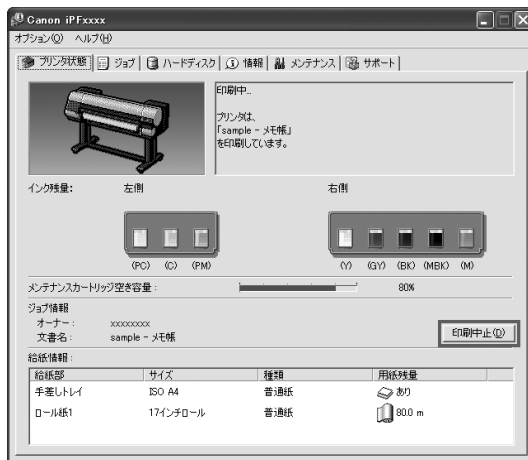 Canon iPFxxxx
オプション(O) ヘルプ(H)
プリンタ状態 ジョブ ハードディスク 情報 メンテナンス サポート
印刷中..
プリンタは、
「sample - メモ帳」
を印刷しています。
インク残量: 左側 右側
(PC) (C) (PM) (Y) (GY) (BK) (MBK) (M)
メンテナンスカートリッジ空き容量: 80%
ジョブ情報
オーナー: xxxxxxxx
文書名: sample - メモ帳
印刷中止(D)
給紙情報:
給紙部 サイズ 種類 用紙残量
手差しトレイ ISO A4 普通紙 あり
ロール紙1 17インチロール 普通紙 80.0 m